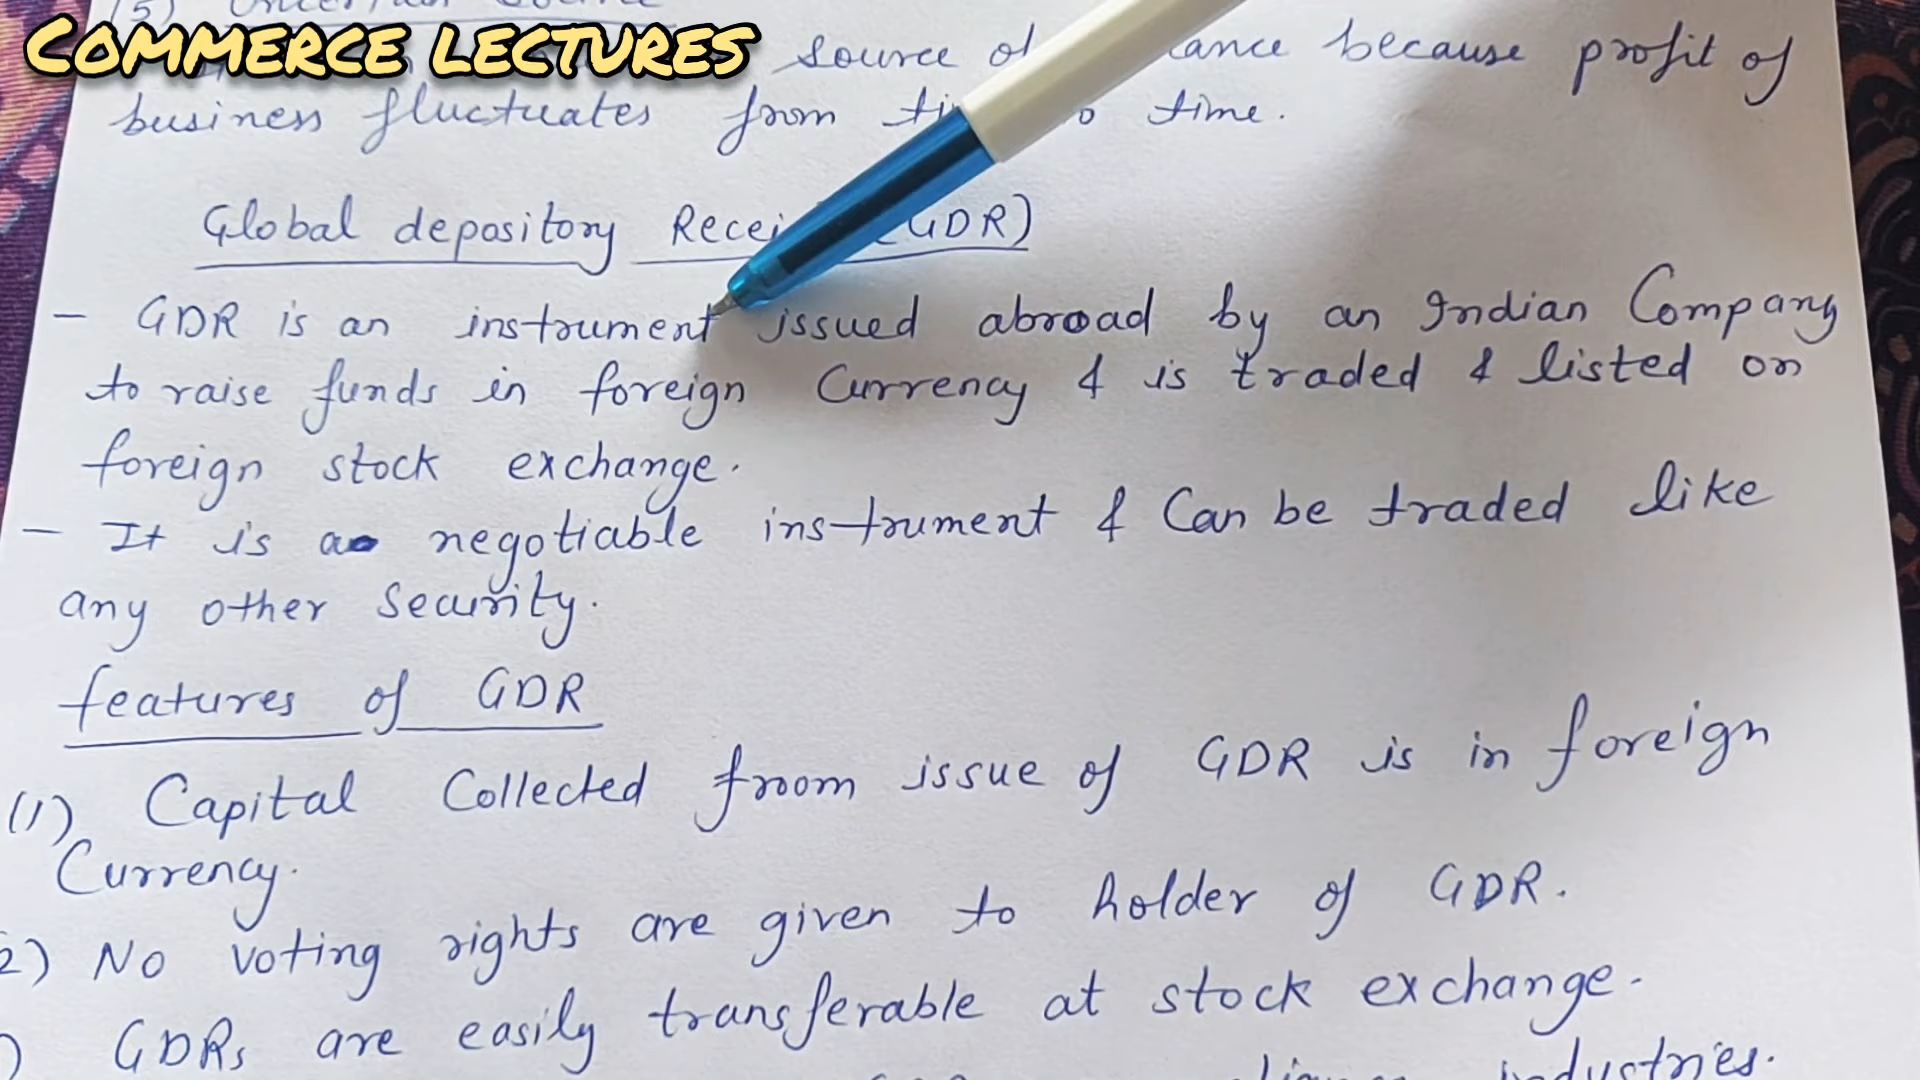 (5) Uncertain Source
COMMERCE LECTURES
source of because profit of
business fluctuates from time.
Global depository (GDR)
- GDR is an instrument issued abroad by an Indian Company
to raise funds in foreign Currency & is traded & listed on
foreign stock exchange.
- It is a negotiable instrument & Can be traded like
any other security.
features of GDR
(1) Capital Collected from issue of GDR is in foreign
Currency.
2) No voting rights are given to holder of GDR.
) GDRs are easily transferable at stock exchange.
industries.